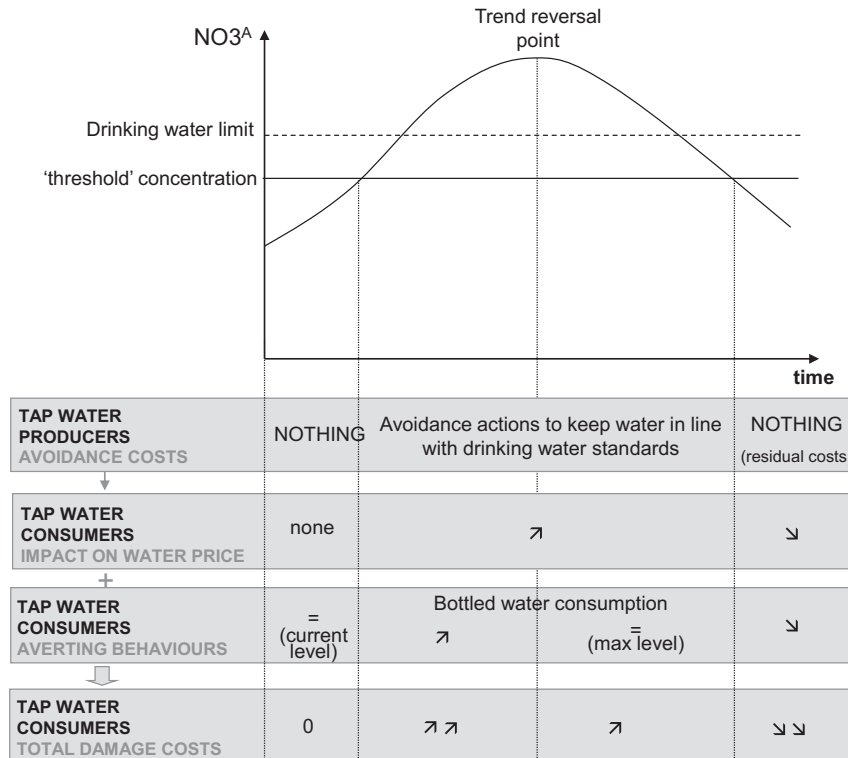 Trend reversal
point
NO3ᴬ
Drinking water limit
'threshold' concentration
time
TAP WATER
PRODUCERS
AVOIDANCE COSTS
NOTHING
Avoidance actions to keep water in line
with drinking water standards
NOTHING
(residual costs
TAP WATER
CONSUMERS
IMPACT ON WATER PRICE
none
↗
↘
+
TAP WATER
CONSUMERS
AVERTING BEHAVIOURS
=
(current
level)
Bottled water consumption
↗
=
(max level)
↘
TAP WATER
CONSUMERS
TOTAL DAMAGE COSTS
0
↗↗
↗
↘↘